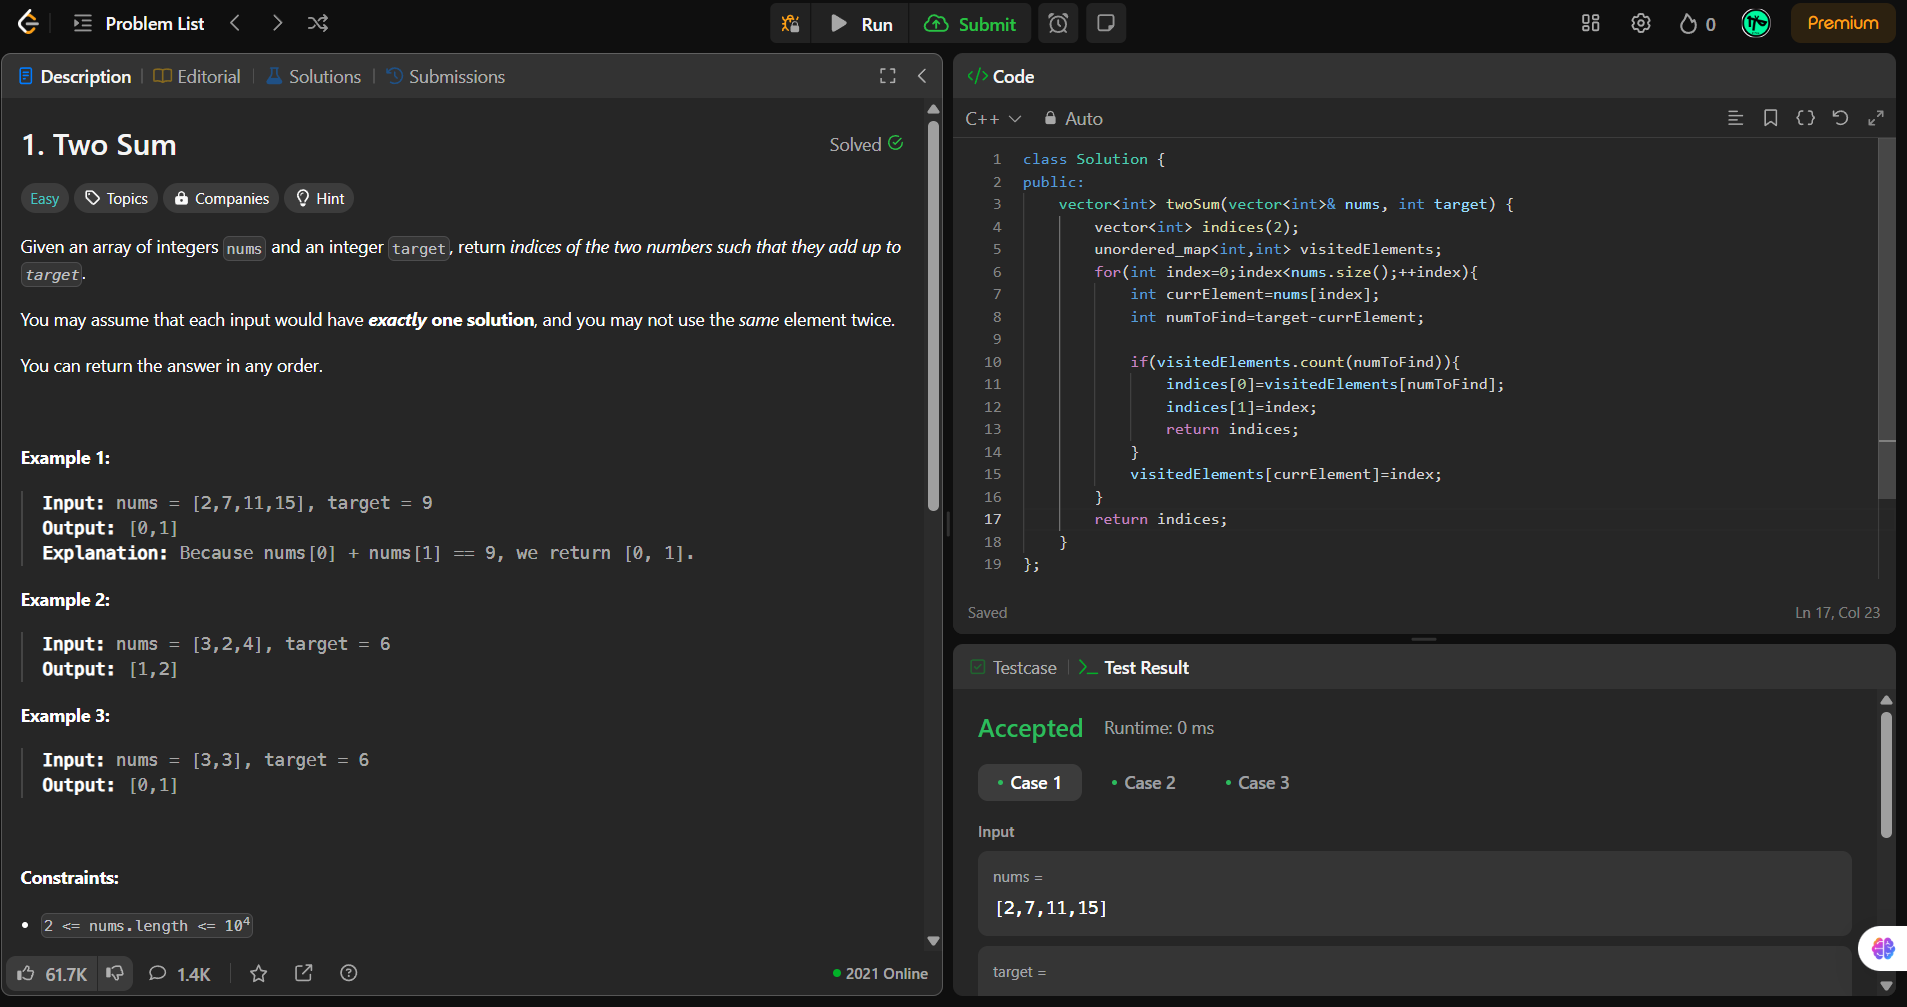 Problem List
Run
Submit
0
Premium
Description
Editorial
Solutions
Submissions
1. Two Sum
Solved
Easy
Topics
Companies
Hint
Given an array of integers nums and an integer target, return indices of the two numbers such that they add up to
target.
You may assume that each input would have exactly one solution, and you may not use the same element twice.
You can return the answer in any order.
Example 1:
Input: nums = [2,7,11,15], target = 9
Output: [0,1]
Explanation: Because nums[0] + nums[1] == 9, we return [0, 1].
Example 2:
Input: nums = [3,2,4], target = 6
Output: [1,2]
Example 3:
Input: nums = [3,3], target = 6
Output: [0,1]
Constraints:
• 2 <= nums.length <= 10⁴
61.7K
1.4K
2021 Online
</> Code
C++
Auto
1 class Solution {
2 public:
3 vector<int> twoSum(vector<int>& nums, int target) {
4 vector<int> indices(2);
5 unordered_map<int,int> visitedElements;
6 for(int index=0;index<nums.size();++index){
7 int currElement=nums[index];
8 int numToFind=target-currElement;
9
10 if(visitedElements.count(numToFind)){
11 indices[0]=visitedElements[numToFind];
12 indices[1]=index;
13 return indices;
14 }
15 visitedElements[currElement]=index;
16 }
17 return indices;
18 }
19 };
Saved
Ln 17, Col 23
Testcase
Test Result
Accepted
Runtime: 0 ms
• Case 1
• Case 2
• Case 3
Input
nums =
[2,7,11,15]
target =